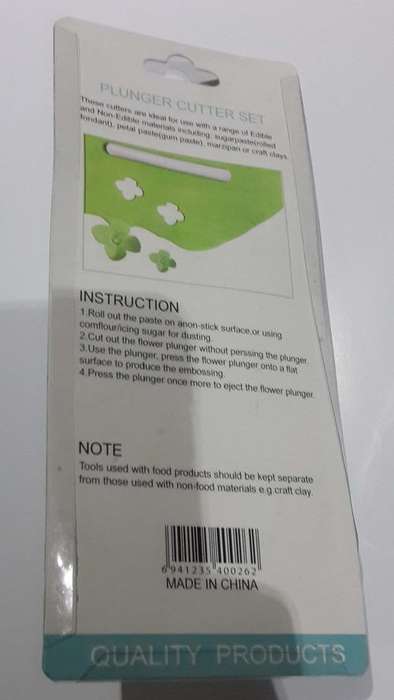 PLUNGER CUTTER SET
These cutters are ideal for use with a range of Edible
and Non-Edible materials including: sugarpaste(rolled
fondant), petal paste(gum paste), marzipan or craft clays.
INSTRUCTION
1.Roll out the paste on anon-stick surface,or using
cornflour/icing sugar for dusting.
2.Cut out the flower plunger without perssing the plunger.
3.Use the plunger, press the flower plunger onto a flat
surface to produce the embossing.
4.Press the plunger once more to eject the flower plunger.
NOTE
Tools used with food products should be kept separate
from those used with non-food materials e.g.craft clay.
6 941235 400262
MADE IN CHINA
QUALITY PRODUCTS